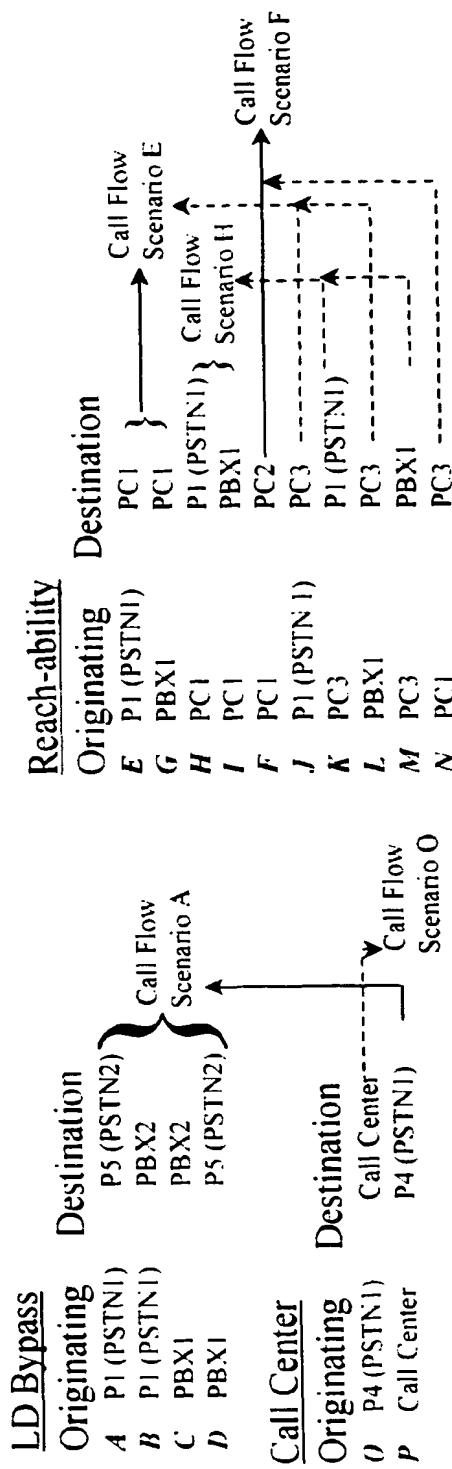 LD Bypass
Originating Destination
A P1 (PSTN1) P5 (PSTN2)
B P1 (PSTN1) PBX2
C PBX1 PBX2
D PBX1 P5 (PSTN2)
Call Flow
Scenario A
Call Center
Originating Destination
O P4 (PSTN1) Call Center
P Call Center P4 (PSTN1)
Call Flow
Scenario O
Reach-ability
Originating Destination
E P1 (PSTN1) PC1
G PBX1 PC1
H PC1 P1 (PSTN1)
I PC1 PBX1
F PC1 PC2
J P1 (PSTN 1) PC3
K PC3 P1 (PSTN1)
L PBX1 PC3
M PC3 PBX1
N PC1 PC3
Call Flow
Scenario E
Call Flow
Scenario H
Call Flow
Scenario F